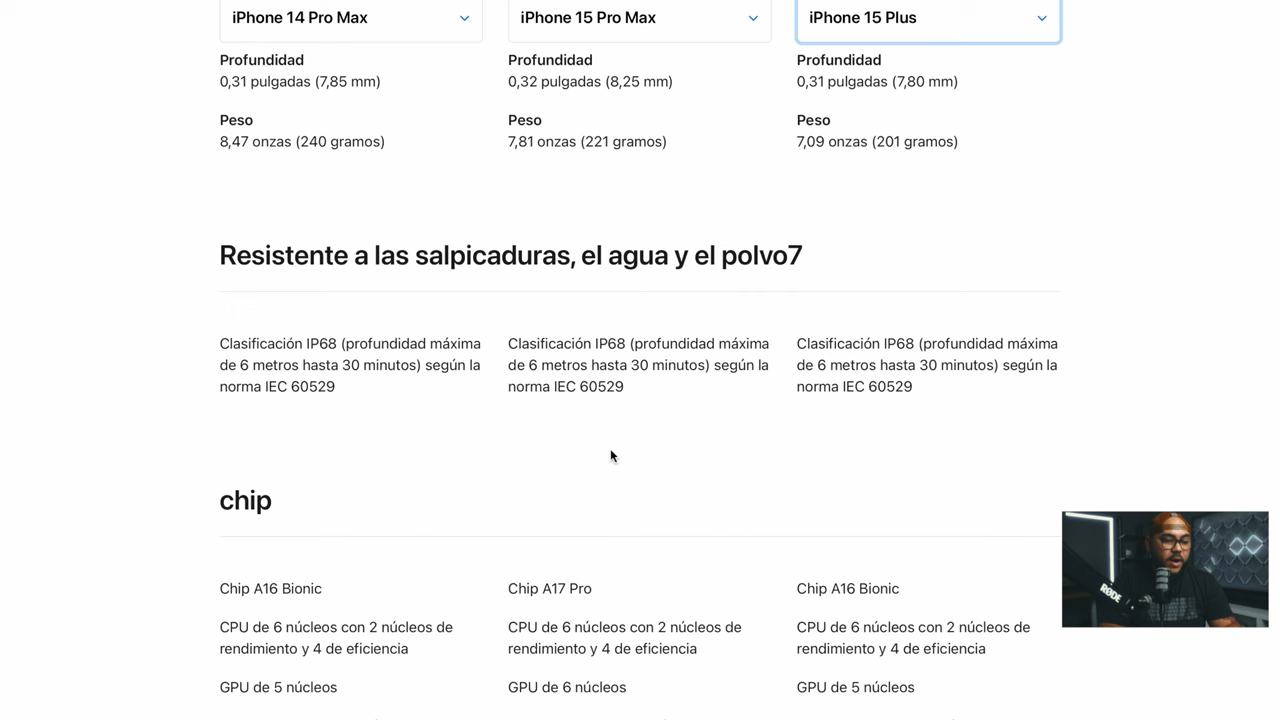 iPhone 14 Pro Max
iPhone 15 Pro Max
iPhone 15 Plus
Profundidad
0,31 pulgadas (7,85 mm)
Profundidad
0,32 pulgadas (8,25 mm)
Profundidad
0,31 pulgadas (7,80 mm)
Peso
8,47 onzas (240 gramos)
Peso
7,81 onzas (221 gramos)
Peso
7,09 onzas (201 gramos)
Resistente a las salpicaduras, el agua y el polvo7
Clasificación IP68 (profundidad máxima
de 6 metros hasta 30 minutos) según la
norma IEC 60529
Clasificación IP68 (profundidad máxima
de 6 metros hasta 30 minutos) según la
norma IEC 60529
Clasificación IP68 (profundidad máxima
de 6 metros hasta 30 minutos) según la
norma IEC 60529
chip
Chip A16 Bionic
CPU de 6 núcleos con 2 núcleos de
rendimiento y 4 de eficiencia
GPU de 5 núcleos
Chip A17 Pro
CPU de 6 núcleos con 2 núcleos de
rendimiento y 4 de eficiencia
GPU de 6 núcleos
Chip A16 Bionic
CPU de 6 núcleos con 2 núcleos de
rendimiento y 4 de eficiencia
GPU de 5 núcleos
RØDE